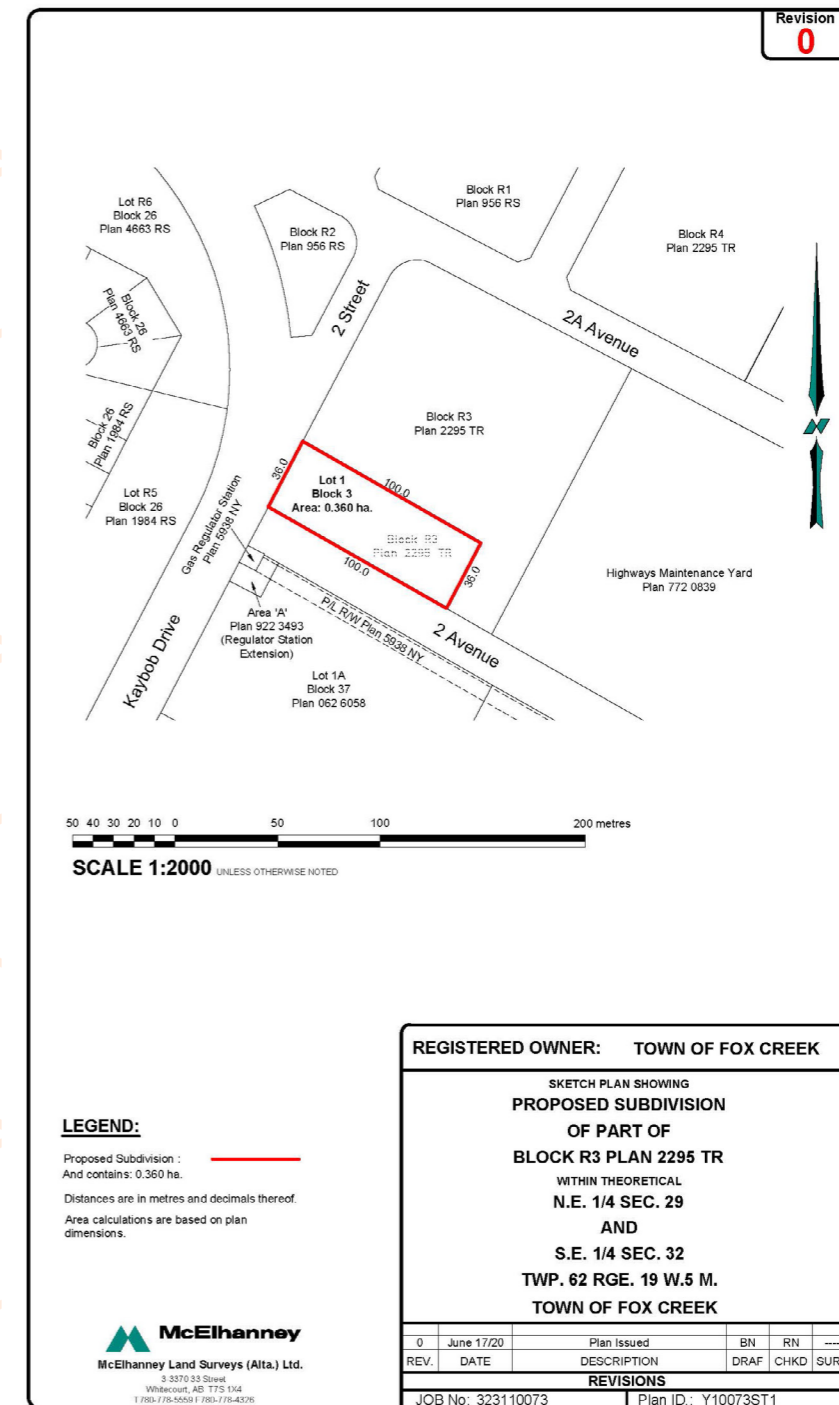 Revision
0
Lot R6
Block 26
Plan 4663 RS
Block R2
Plan 956 RS
Block R1
Plan 956 RS
Block R4
Plan 2295 TR
Block 26
Plan 4663 RS
2 Street
2A Avenue
Block R3
Plan 2295 TR
Block 26
Plan 1984 RS
36.0
Lot 1
Block 3
Area: 0.360 ha.
100.0
Lot R5
Block 26
Plan 1984 RS
Gas Regulator Station
Plan 5938 NY
Block R3
Plan 2295 TR
100.0
36.0
Highways Maintenance Yard
Plan 772 0839
Area 'A'
Plan 922 3493
(Regulator Station
Extension)
P/L R/W Plan 5938 NY
2 Avenue
Kaybob Drive
Lot 1A
Block 37
Plan 062 6058
50 40 30 20 10 0 50 100 200 metres
SCALE 1:2000 UNLESS OTHERWISE NOTED
LEGEND:
Proposed Subdivision :
And contains: 0.360 ha.
Distances are in metres and decimals thereof.
Area calculations are based on plan
dimensions.
McElhanney
McElhanney Land Surveys (Alta.) Ltd.
3-3370 33 Street
Whitecourt, AB T7S 1X4
T 780-778-5559 F 780-778-4326
REGISTERED OWNER: TOWN OF FOX CREEK
SKETCH PLAN SHOWING
PROPOSED SUBDIVISION
OF PART OF
BLOCK R3 PLAN 2295 TR
WITHIN THEORETICAL
N.E. 1/4 SEC. 29
AND
S.E. 1/4 SEC. 32
TWP. 62 RGE. 19 W.5 M.
TOWN OF FOX CREEK
0 June 17/20 Plan Issued BN RN ----
REV. DATE DESCRIPTION DRAF CHKD SUR
REVISIONS
JOB No: 323110073 Plan ID.: Y10073ST1